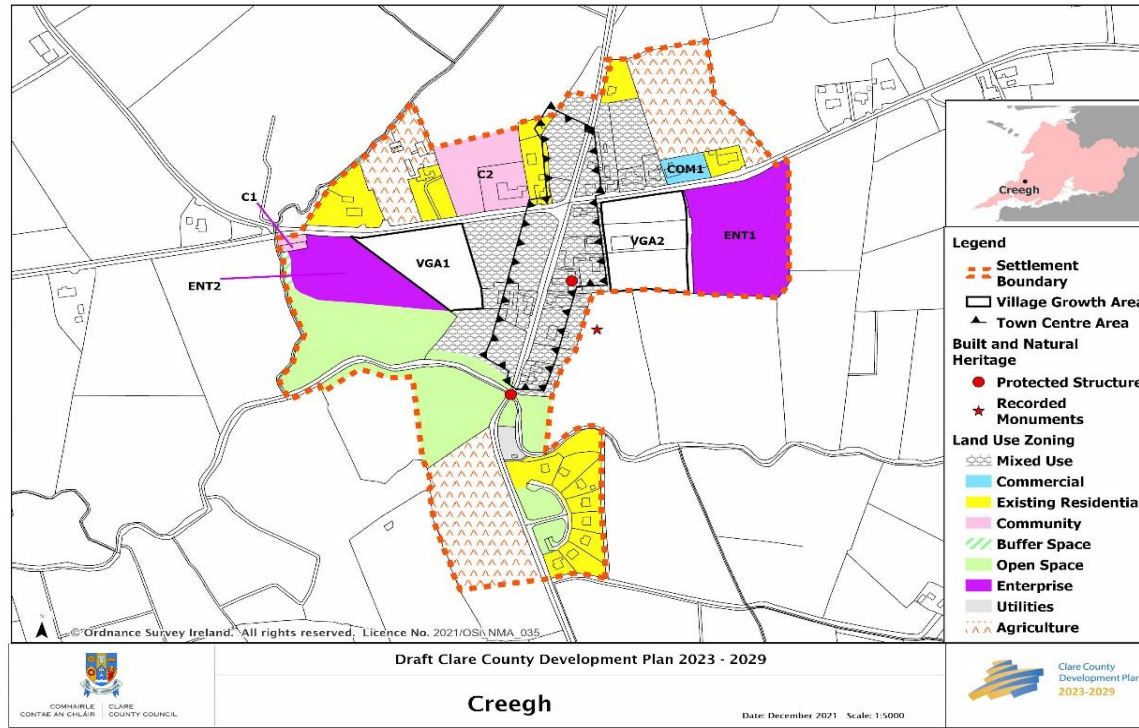 C1
C2
COM1
VGA1
VGA2
ENT1
ENT2
© Ordnance Survey Ireland. All rights reserved. Licence No. 2021/OSi NMA_035
Creegh
Legend
Settlement
Boundary
Village Growth Area
Town Centre Area
Built and Natural
Heritage
Protected Structure
Recorded
Monuments
Land Use Zoning
Mixed Use
Commercial
Existing Residential
Community
Buffer Space
Open Space
Enterprise
Utilities
Agriculture
COMHAIRLE CONTAE AN CHLÁIR
CLARE COUNTY COUNCIL
Draft Clare County Development Plan 2023 - 2029
Creegh
Date: December 2021 Scale: 1:5000
Clare County
Development Plan
2023-2029